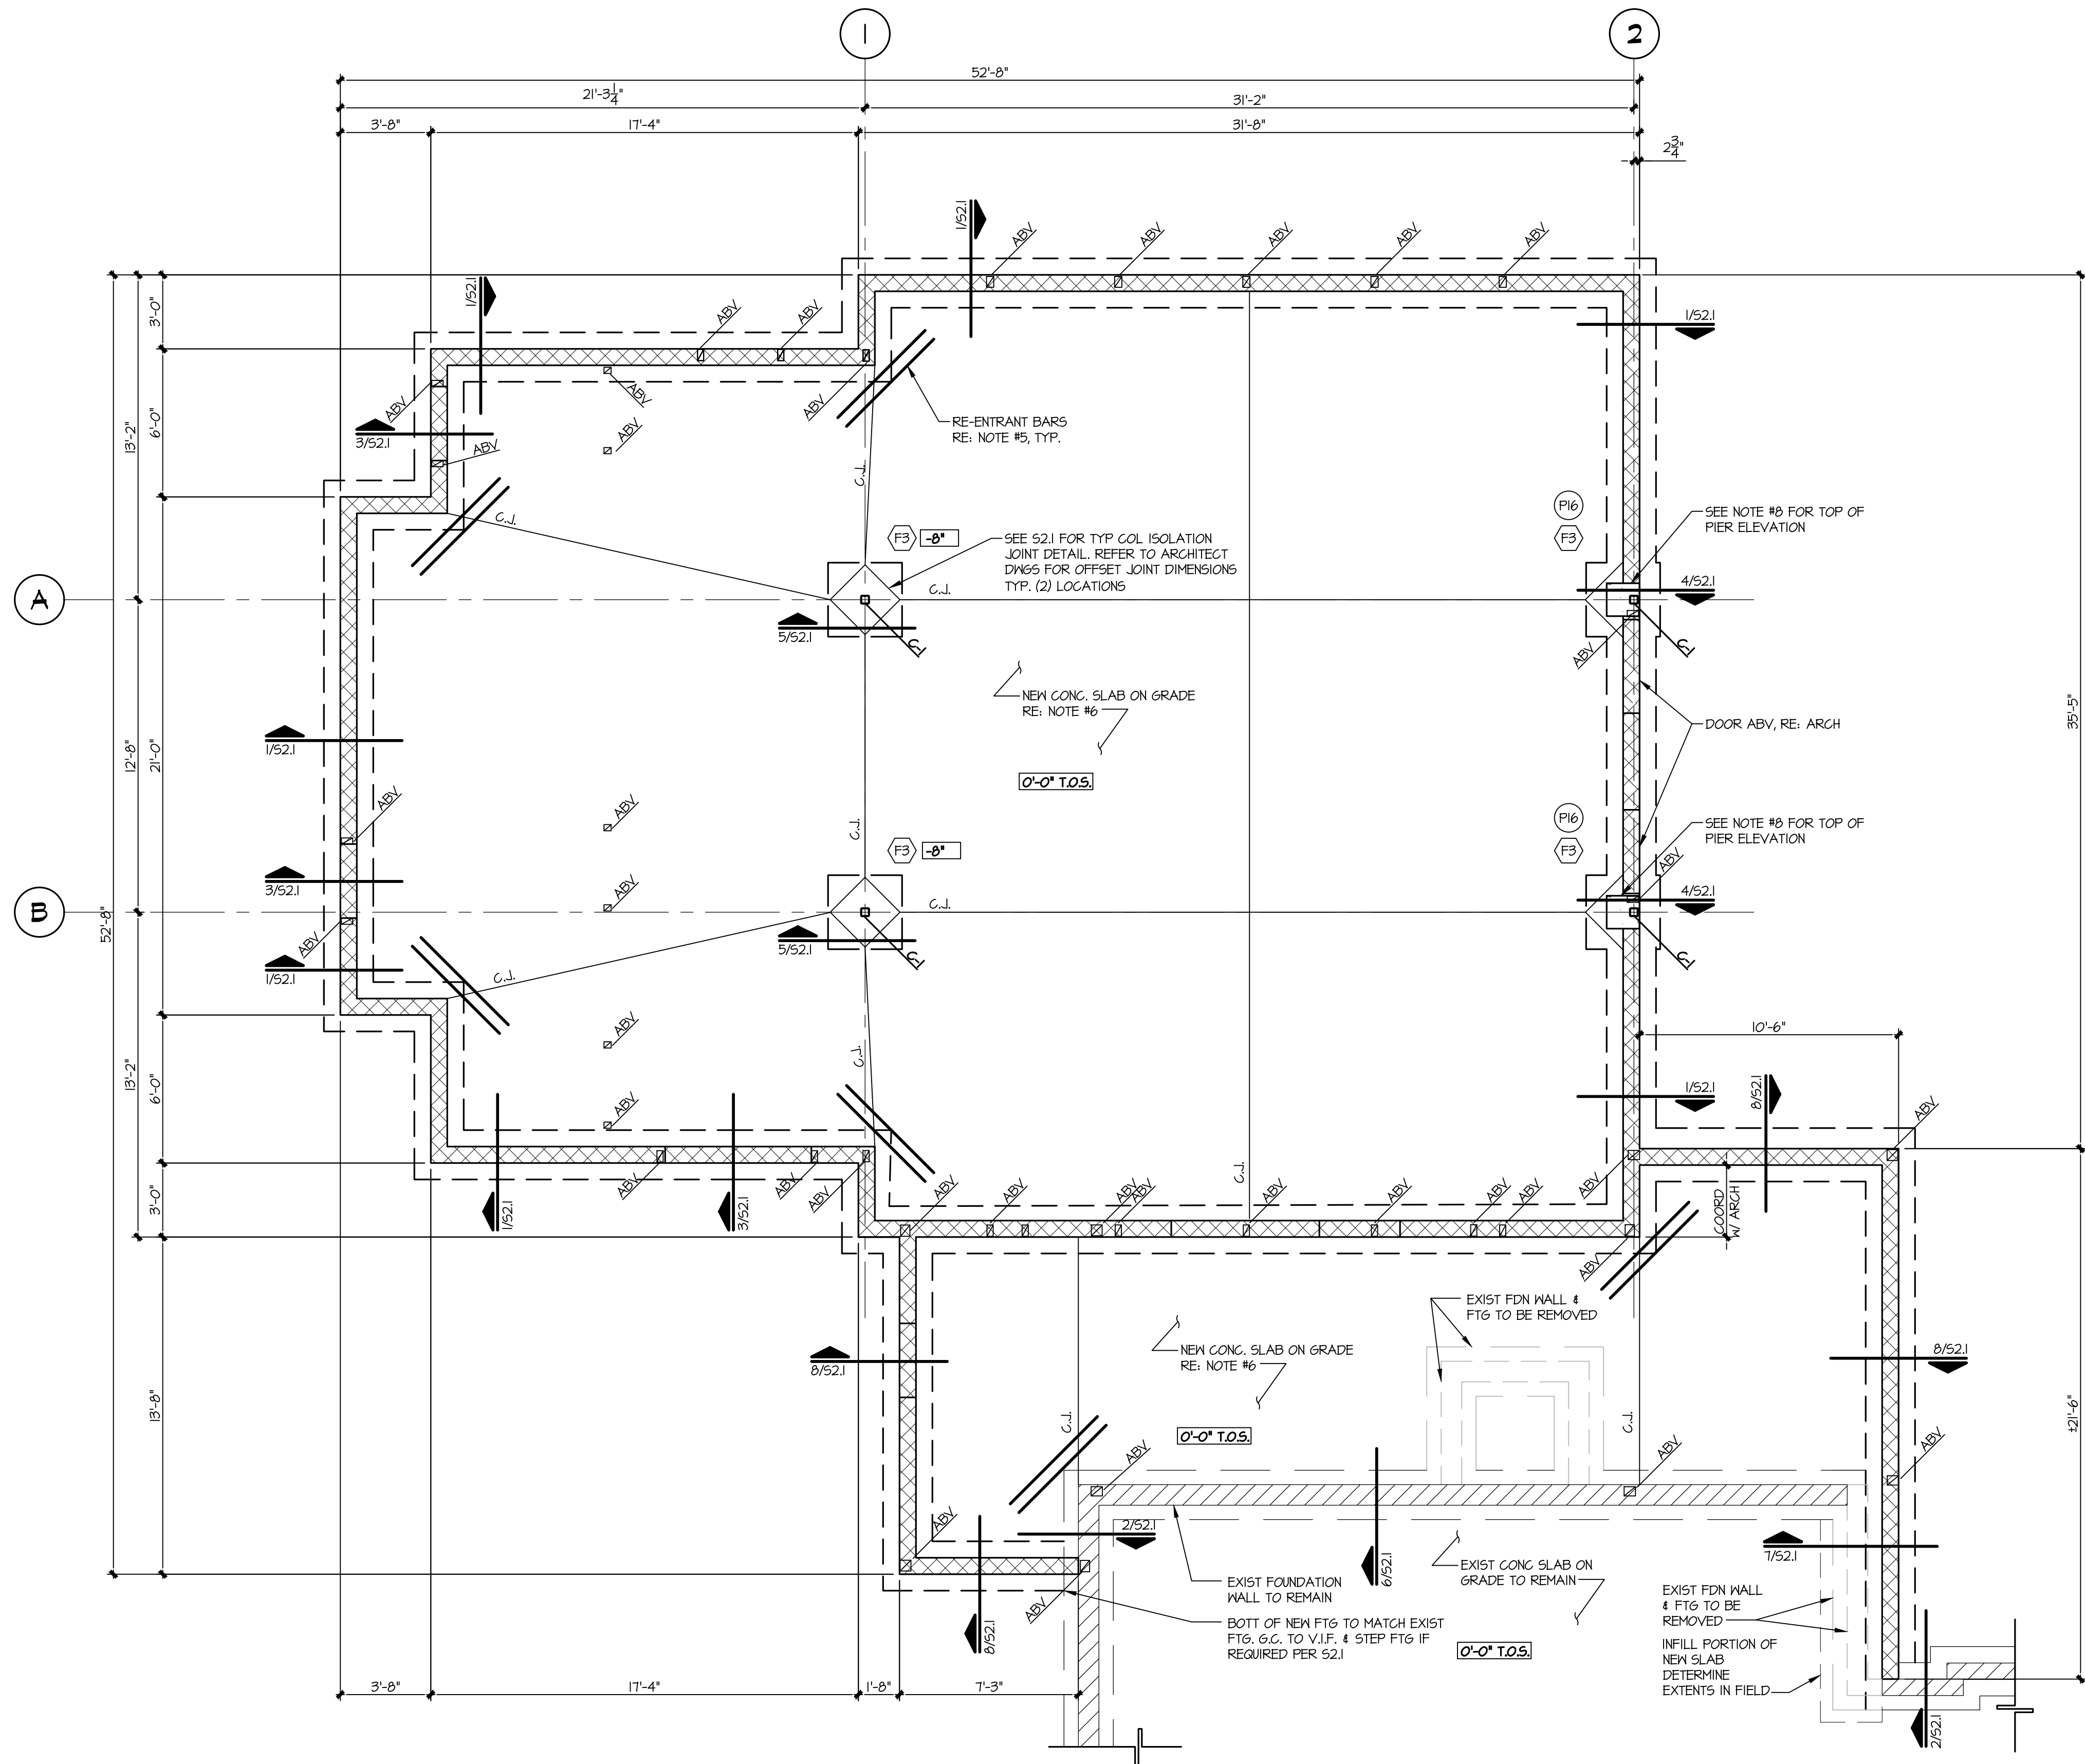 1
2
52'-8"
21'-3 1/4"
31'-2"
3'-8"
17'-4"
31'-8"
2 3/4"
1/S2.1
ABV
ABV
ABV
ABV
ABV
1/S2.1
ABV
ABV
1/S2.1
3'-0"
6'-0"
13'-2"
ABV
ABV
ABV
ABV
ABV
3/S2.1
RE-ENTRANT BARS
RE: NOTE #5, TYP.
C.J.
C.J.
F3
-8"
SEE S2.1 FOR TYP COL ISOLATION
JOINT DETAIL. REFER TO ARCHITECT
DWGS FOR OFFSET JOINT DIMENSIONS
TYP. (2) LOCATIONS
P16
F3
SEE NOTE #8 FOR TOP OF
PIER ELEVATION
4/S2.1
A
C.J.
5/S2.1
C1
ABV
C1
NEW CONC. SLAB ON GRADE
RE: NOTE #6
DOOR ABV, RE: ARCH
35'-5"
1/S2.1
12'-8"
21'-0"
0'-0" T.O.S.
ABV
ABV
C.J.
P16
F3
-8"
F3
SEE NOTE #8 FOR TOP OF
PIER ELEVATION
ABV
3/S2.1
ABV
4/S2.1
B
52'-8"
C.J.
ABV
5/S2.1
C1
C1
1/S2.1
C.J.
ABV
C.J.
10'-6"
13'-2"
6'-0"
ABV
1/S2.1
8/S2.1
ABV
C.J.
ABV
ABV
ABV
ABV
1/S2.1
3/S2.1
3'-0"
ABV
ABV
ABV
ABV
ABV
ABV
ABV
ABV
COORD
W/ ARCH
ABV
EXIST FDN WALL &
FTG TO BE REMOVED
NEW CONC. SLAB ON GRADE
RE: NOTE #6
8/S2.1
8/S2.1
13'-8"
C.J.
0'-0" T.O.S.
C.J.
±21'-6"
ABV
ABV
ABV
ABV
2/S2.1
7/S2.1
6/S2.1
EXIST CONC SLAB ON
GRADE TO REMAIN
EXIST FOUNDATION
WALL TO REMAIN
EXIST FDN WALL
& FTG TO BE
REMOVED
ABV
8/S2.1
BOTT OF NEW FTG TO MATCH EXIST
FTG. G.C. TO V.I.F. & STEP FTG IF
REQUIRED PER S2.1
0'-0" T.O.S.
INFILL PORTION OF
NEW SLAB
DETERMINE
EXTENTS IN FIELD
3'-8"
17'-4"
1'-8"
7'-3"
2/S2.1